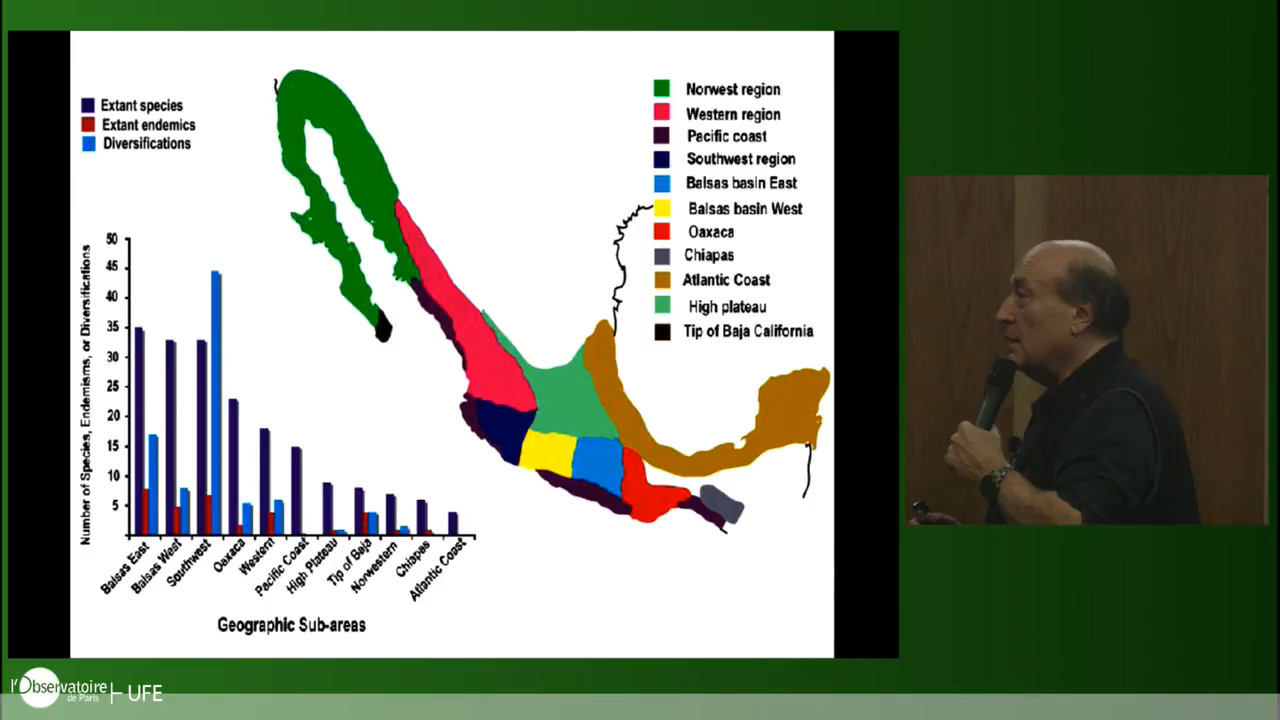 Extant species
Extant endemics
Diversifications
Norwest region
Western region
Pacific coast
Southwest region
Balsas basin East
Balsas basin West
Oaxaca
Chiapas
Atlantic Coast
High plateau
Tip of Baja California
Number of Species, Endemisms, or Diversifications
50
45
40
35
30
25
20
15
10
5
Balsas East
Balsas West
Southwest
Oaxaca
Western
Pacific Coast
High Plateau
Tip of Baja
Norwestern
Chiapas
Atlantic Coast
Geographic Sub-areas
l'Observatoire
de Paris
UFE